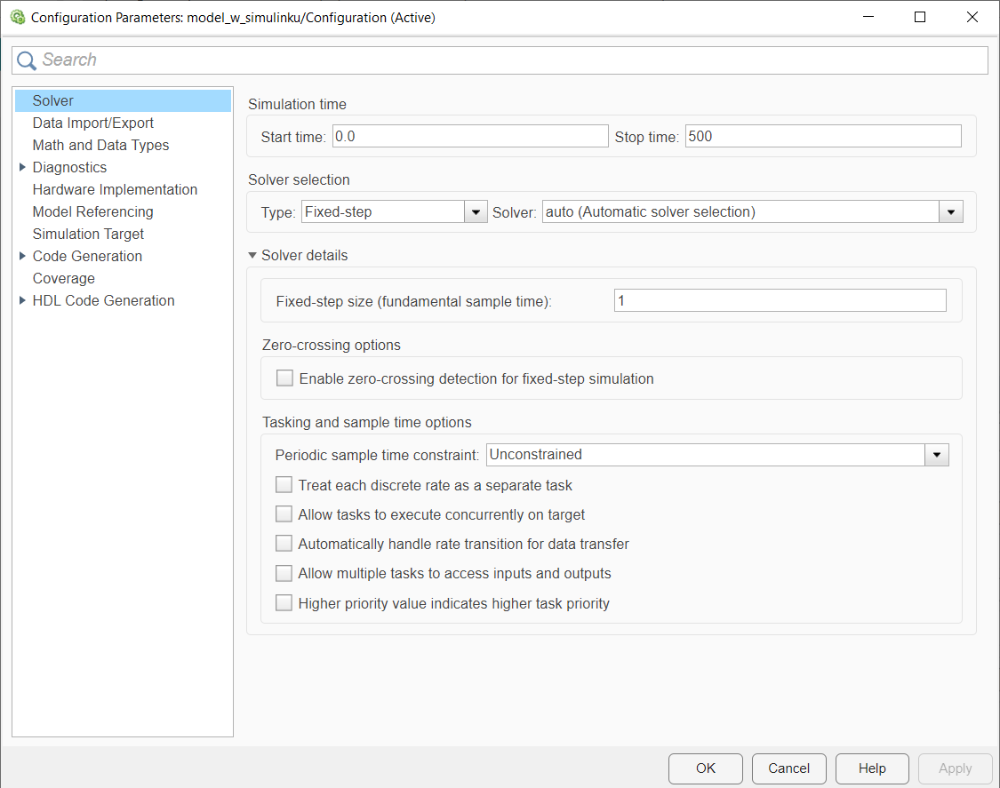 Configuration Parameters: model_w_simulinku/Configuration (Active)
Search
Solver
Data Import/Export
Math and Data Types
Diagnostics
Hardware Implementation
Model Referencing
Simulation Target
Code Generation
Coverage
HDL Code Generation
Simulation time
Start time: 0.0 Stop time: 500
Solver selection
Type: Fixed-step Solver: auto (Automatic solver selection)
Solver details
Fixed-step size (fundamental sample time): 1
Zero-crossing options
Enable zero-crossing detection for fixed-step simulation
Tasking and sample time options
Periodic sample time constraint: Unconstrained
Treat each discrete rate as a separate task
Allow tasks to execute concurrently on target
Automatically handle rate transition for data transfer
Allow multiple tasks to access inputs and outputs
Higher priority value indicates higher task priority
OK Cancel Help Apply